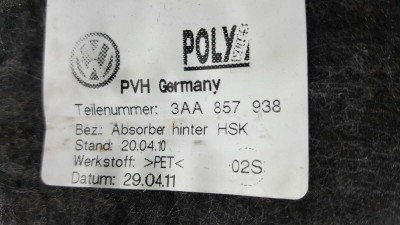 POLY
PVH Germany
Teilenummer: 3AA 857 938
Bez.: Absorber hinter HSK
Stand: 20.04.10
Werkstoff: >PET< 02S
Datum: 29.04.11